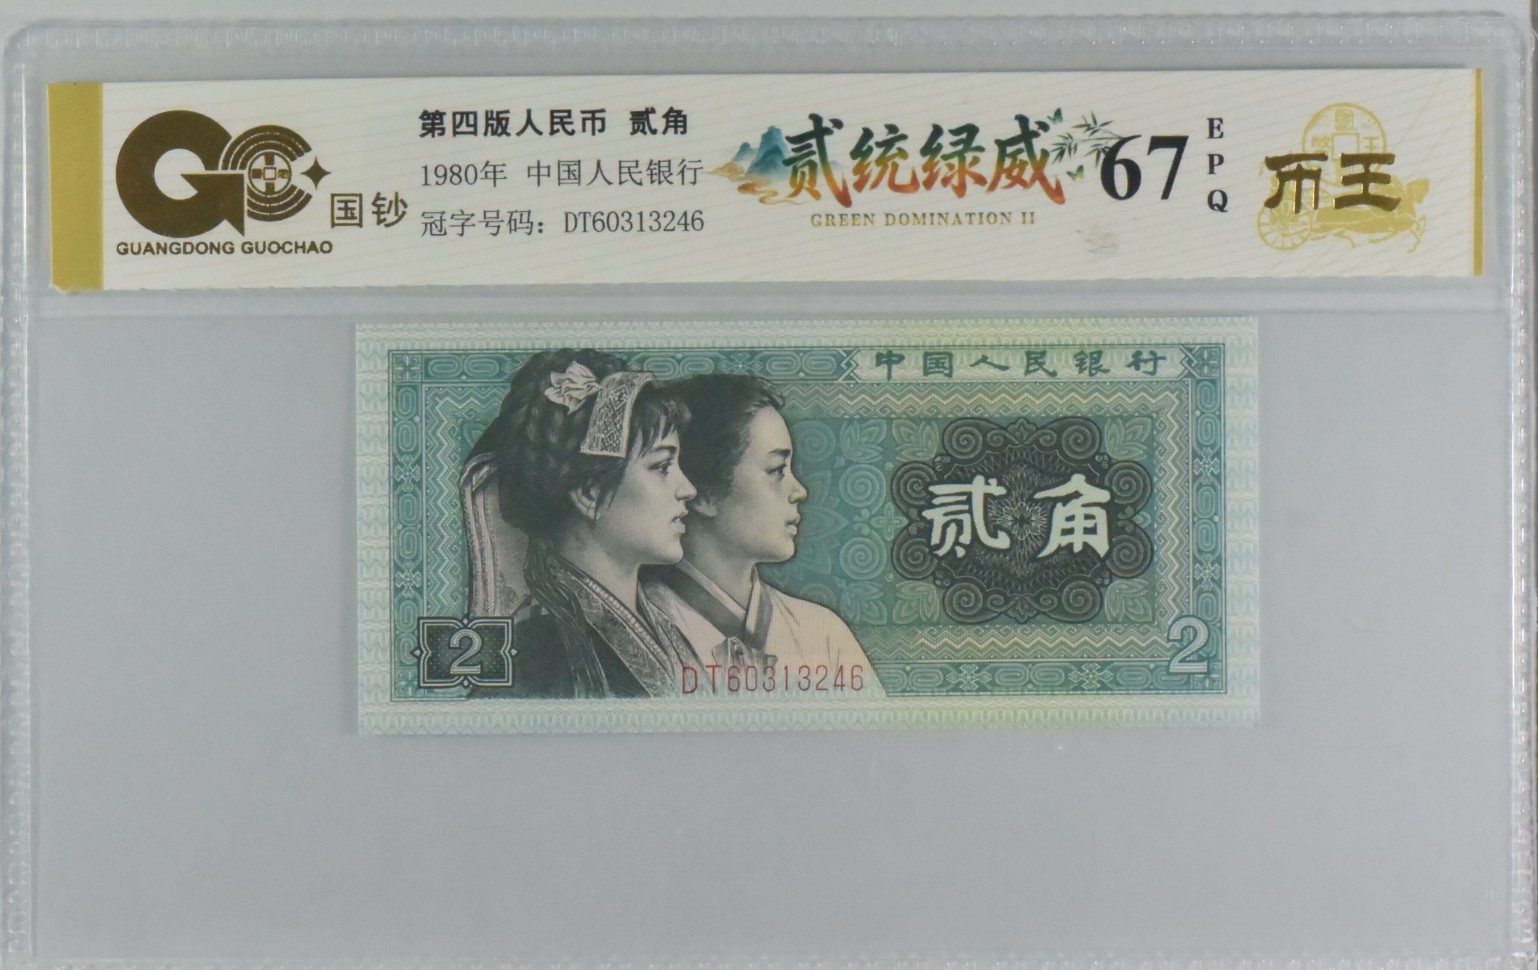 第四版人民币 贰角
1980年 中国人民银行
冠字号码：DT60313246
国钞
GUANGDONG GUOCHAO
贰统绿威
GREEN DOMINATION II
67
EPQ
币王
中国人民银行
贰角
2
2
DT60313246